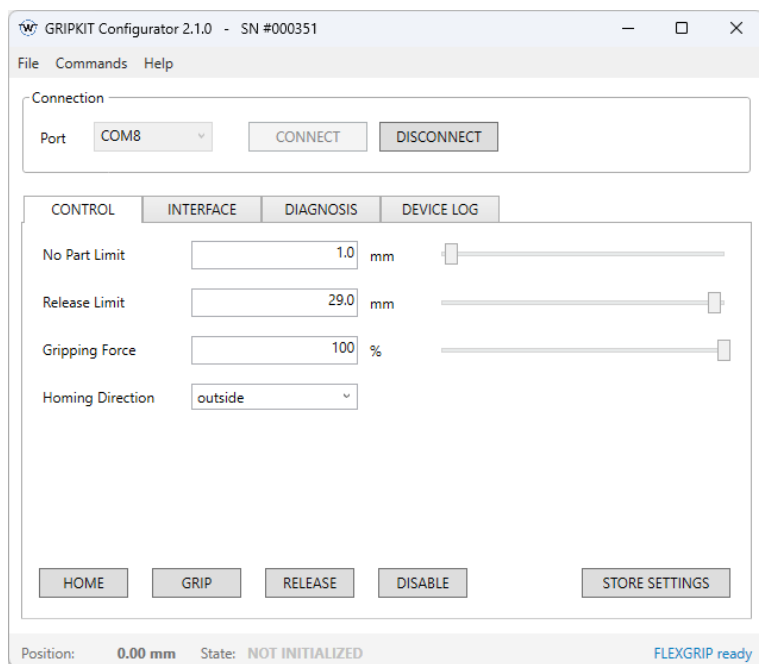 GRIPKIT Configurator 2.1.0 - SN #000351
File Commands Help
Connection
Port COM8 CONNECT DISCONNECT
CONTROL INTERFACE DIAGNOSIS DEVICE LOG
No Part Limit 1.0 mm
Release Limit 29.0 mm
Gripping Force 100 %
Homing Direction outside
HOME GRIP RELEASE DISABLE STORE SETTINGS
Position: 0.00 mm State: NOT INITIALIZED FLEXGRIP ready